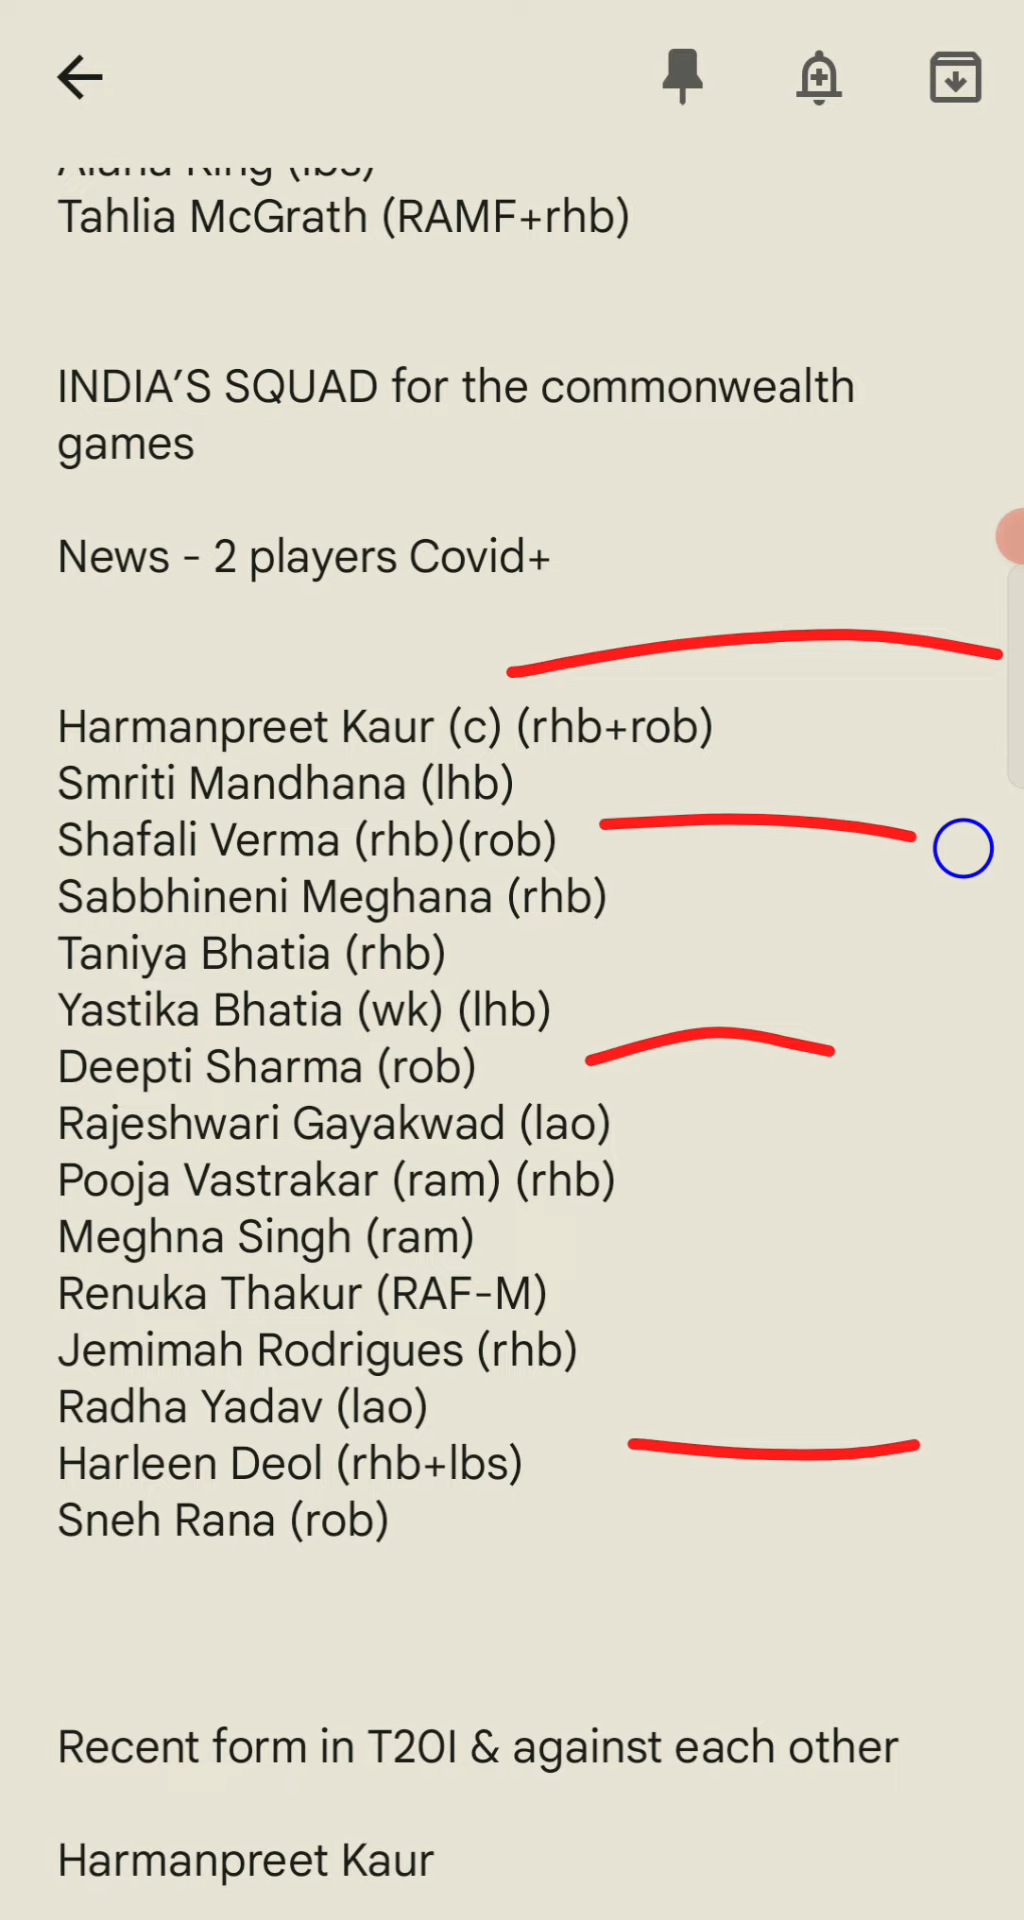 Alana King (lbs)
Tahlia McGrath (RAMF+rhb)
INDIA’S SQUAD for the commonwealth
games
News - 2 players Covid+
Harmanpreet Kaur (c) (rhb+rob)
Smriti Mandhana (lhb)
Shafali Verma (rhb)(rob)
Sabbhineni Meghana (rhb)
Taniya Bhatia (rhb)
Yastika Bhatia (wk) (lhb)
Deepti Sharma (rob)
Rajeshwari Gayakwad (lao)
Pooja Vastrakar (ram) (rhb)
Meghna Singh (ram)
Renuka Thakur (RAF-M)
Jemimah Rodrigues (rhb)
Radha Yadav (lao)
Harleen Deol (rhb+lbs)
Sneh Rana (rob)
Recent form in T20I & against each other
Harmanpreet Kaur